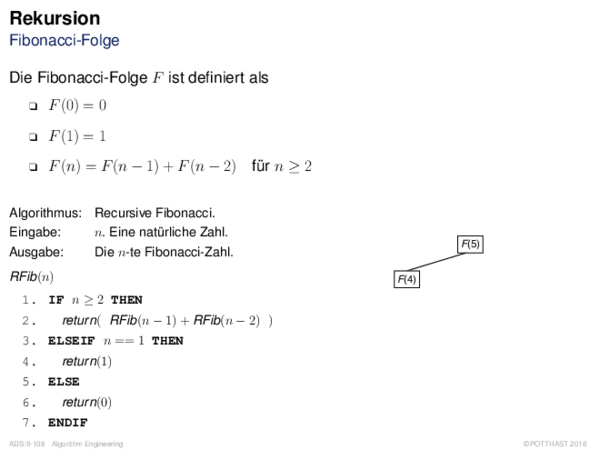 Rekursion
Fibonacci-Folge
Die Fibonacci-Folge F ist definiert als
❑ F(0) = 0
❑ F(1) = 1
❑ F(n) = F(n − 1) + F(n − 2) für n ≥ 2
Algorithmus: Recursive Fibonacci.
Eingabe: n. Eine natürliche Zahl.
Ausgabe: Die n-te Fibonacci-Zahl.
RFib(n)
1. IF n ≥ 2 THEN
2. return( RFib(n − 1) + RFib(n − 2) )
3. ELSEIF n == 1 THEN
4. return(1)
5. ELSE
6. return(0)
7. ENDIF
F(5)
F(4)
ADS:II-108 Algorithm Engineering
© POTTHAST 2018